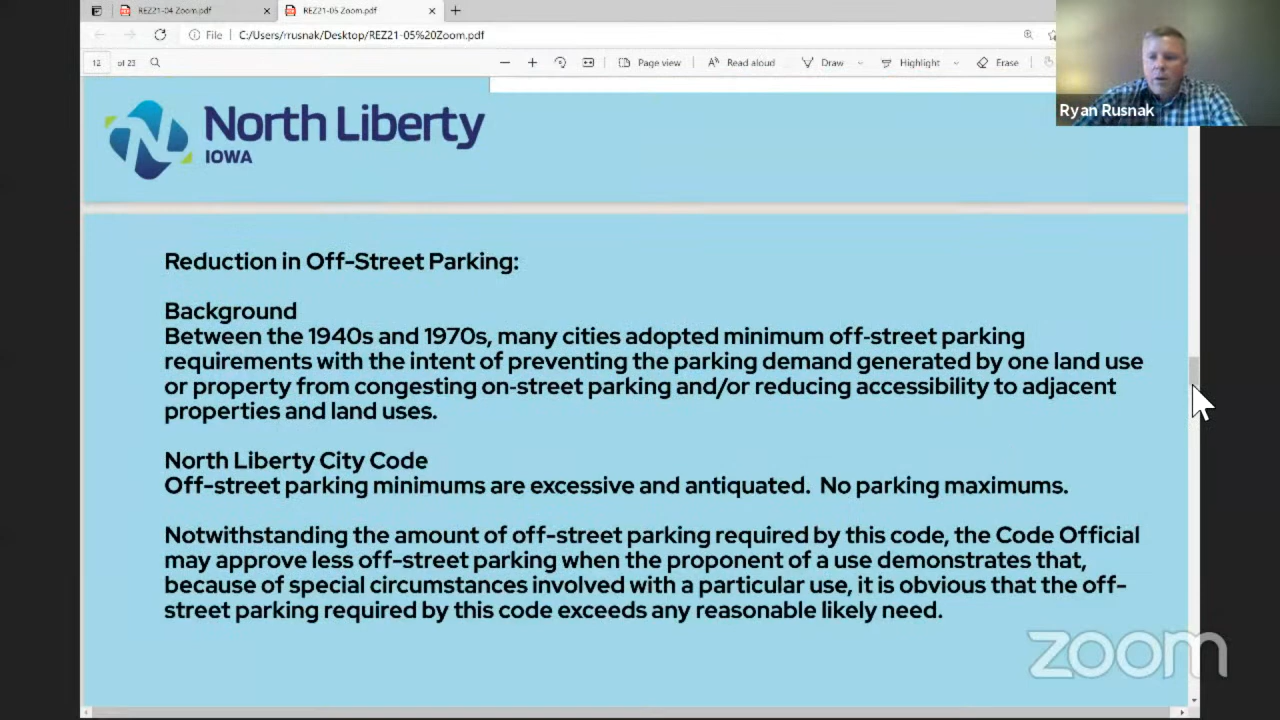 REZ21-04 Zoom.pdf
REZ21-05 Zoom.pdf
File
C:/Users/rrusnak/Desktop/REZ21-05%20Zoom.pdf
12 of 23
Page view
Read aloud
Draw
Highlight
Erase
Ryan Rusnak
North Liberty
IOWA
Reduction in Off-Street Parking:
Background
Between the 1940s and 1970s, many cities adopted minimum off-street parking
requirements with the intent of preventing the parking demand generated by one land use
or property from congesting on-street parking and/or reducing accessibility to adjacent
properties and land uses.
North Liberty City Code
Off-street parking minimums are excessive and antiquated.  No parking maximums.
Notwithstanding the amount of off-street parking required by this code, the Code Official
may approve less off-street parking when the proponent of a use demonstrates that,
because of special circumstances involved with a particular use, it is obvious that the off-
street parking required by this code exceeds any reasonable likely need.
zoom